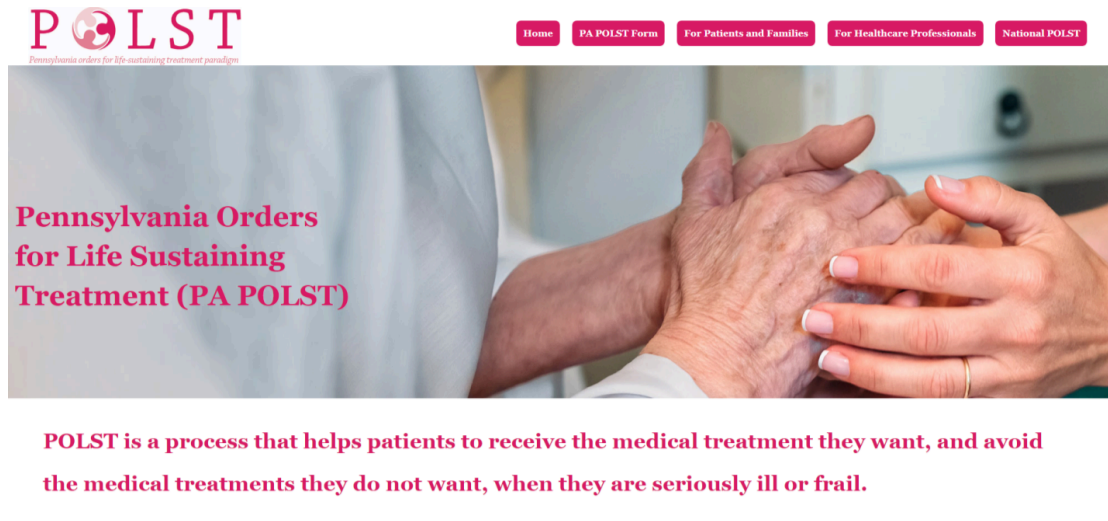 POLST
Pennsylvania orders for life-sustaining treatment paradigm
Home
PA POLST Form
For Patients and Families
For Healthcare Professionals
National POLST
Pennsylvania Orders
for Life Sustaining
Treatment (PA POLST)
POLST is a process that helps patients to receive the medical treatment they want, and avoid
the medical treatments they do not want, when they are seriously ill or frail.